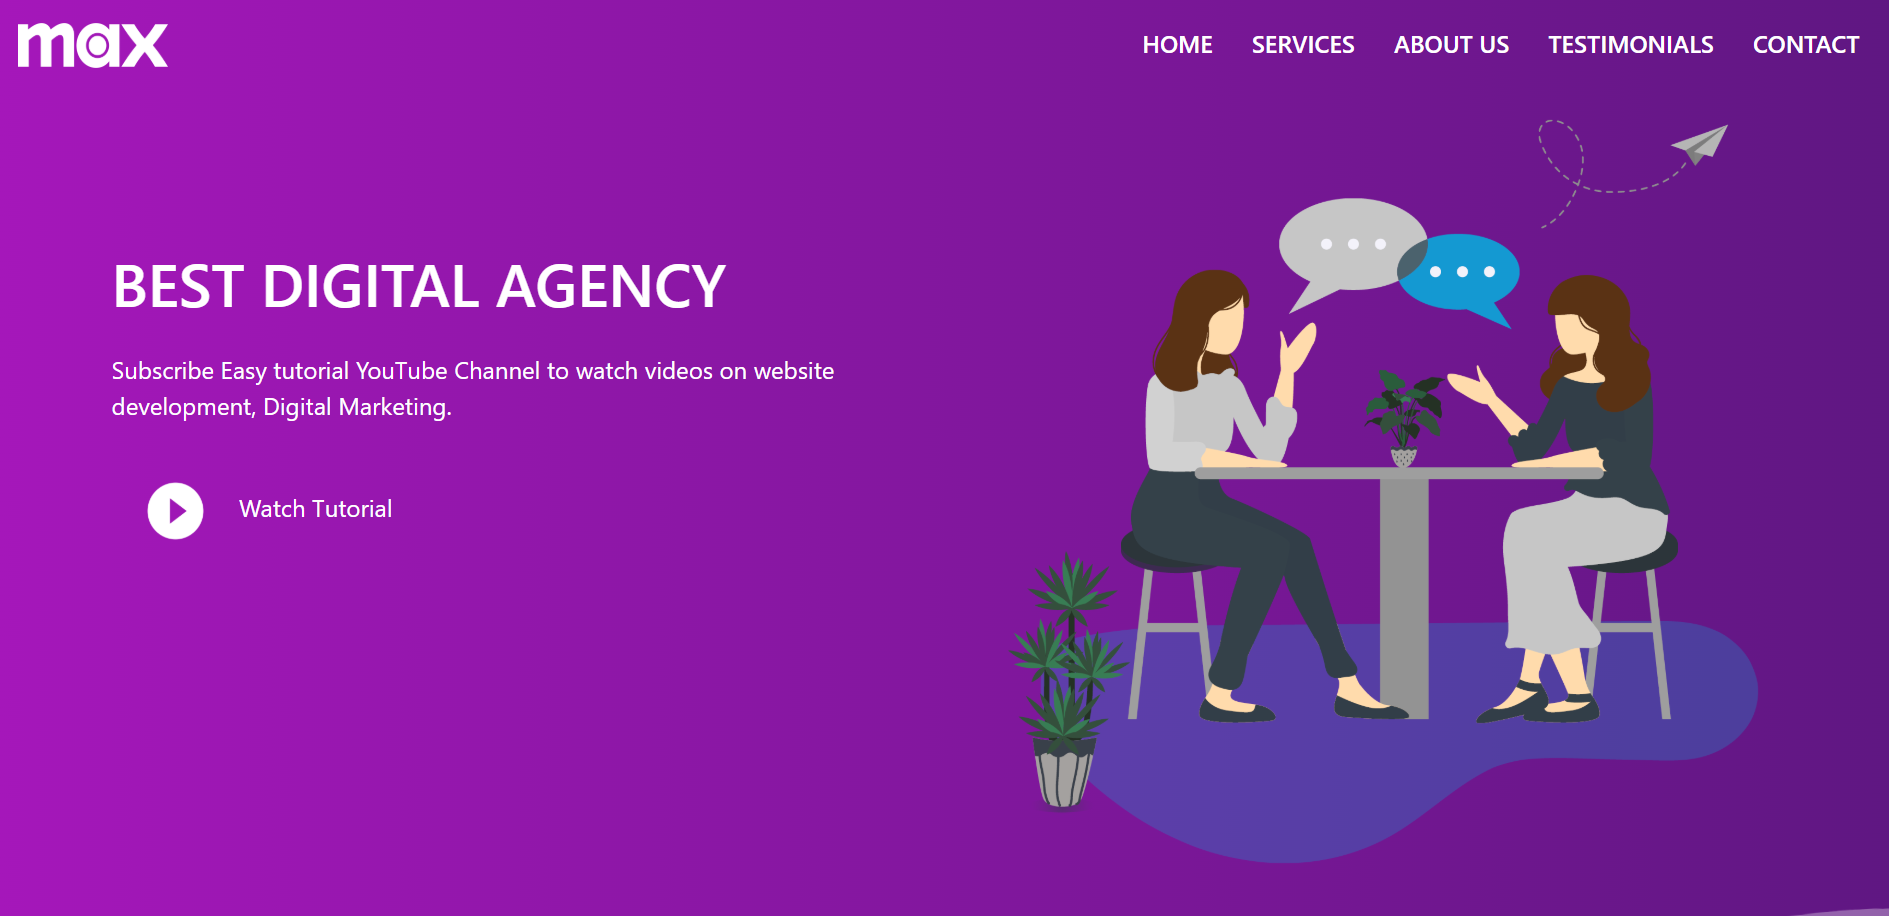 max
HOME SERVICES ABOUT US TESTIMONIALS CONTACT
BEST DIGITAL AGENCY
Subscribe Easy tutorial YouTube Channel to watch videos on website
development, Digital Marketing.
Watch Tutorial